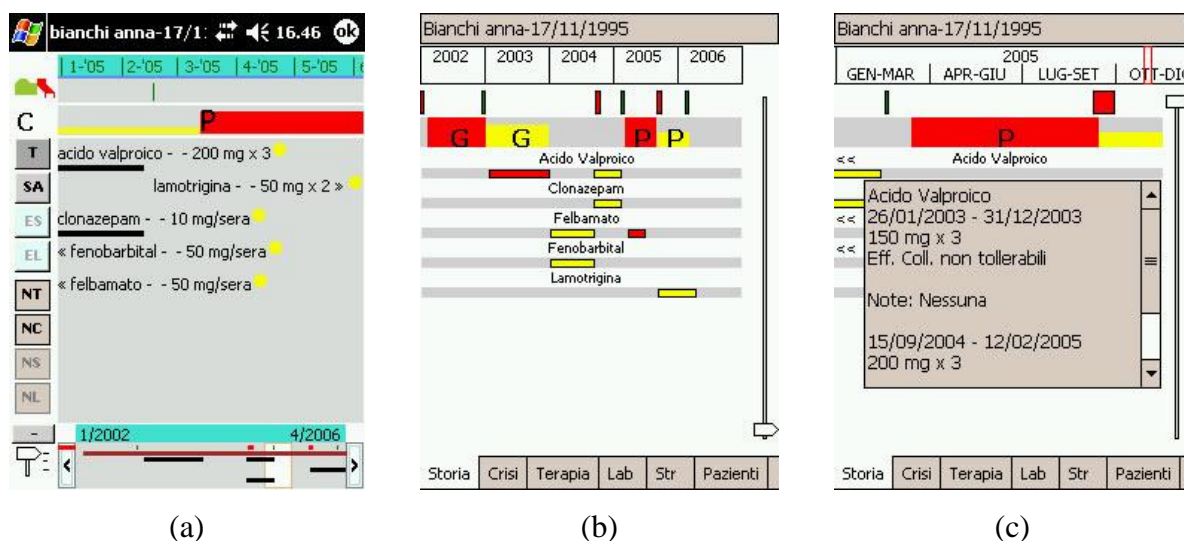 bianchi anna-17/1: 16.46 ok
1-'05 2-'05 3-'05 4-'05 5-'05
C P
T acido valproico - - 200 mg x 3
SA lamotrigina - - 50 mg x 2 »
ES clonazepam - - 10 mg/sera
EL « fenobarbital - - 50 mg/sera
« felbamato - - 50 mg/sera
NT
NC
NS
NL
- 1/2002 4/2006
< >
(a)
Bianchi anna-17/11/1995
2002 2003 2004 2005 2006
G G P P
Acido Valproico
Clonazepam
Felbamato
Fenobarbital
Lamotrigina
Storia Crisi Terapia Lab Str Pazienti
(b)
Bianchi anna-17/11/1995
2005
GEN-MAR APR-GIU LUG-SET OTT-DI
P
<< Acido Valproico
Acido Valproico
<< 26/01/2003 - 31/12/2003
150 mg x 3
<< Eff. Coll. non tollerabili
Note: Nessuna
15/09/2004 - 12/02/2005
200 mg x 3
Storia Crisi Terapia Lab Str Pazienti
(c)